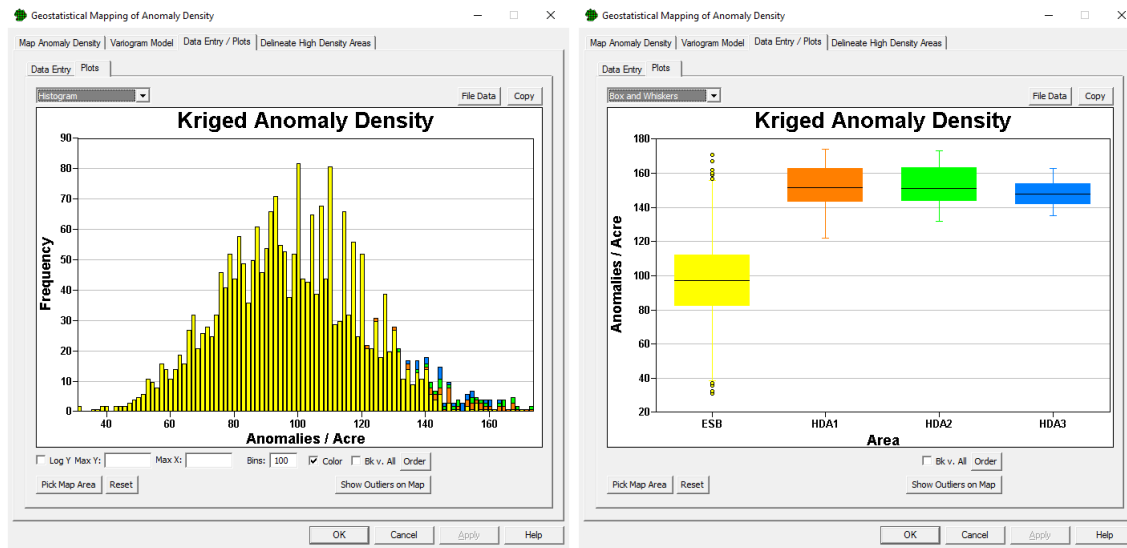 Geostatistical Mapping of Anomaly Density
Map Anomaly Density Variogram Model Data Entry / Plots Delineate High Density Areas
Data Entry Plots
Histogram File Data Copy
Kriged Anomaly Density
90
80
70
60
50
40
30
20
10
0
Frequency
40 60 80 100 120 140 160
Anomalies / Acre
Log Y Max Y: Max X: Bins: 100 Color Bk v. All Order
Pick Map Area Reset Show Outliers on Map
OK Cancel Apply Help
Geostatistical Mapping of Anomaly Density
Map Anomaly Density Variogram Model Data Entry / Plots Delineate High Density Areas
Data Entry Plots
Box and Whiskers File Data Copy
Kriged Anomaly Density
180
160
140
120
100
80
60
40
20
Anomalies / Acre
ESB HDA1 HDA2 HDA3
Area
Bk v. All Order
Pick Map Area Reset Show Outliers on Map
OK Cancel Apply Help